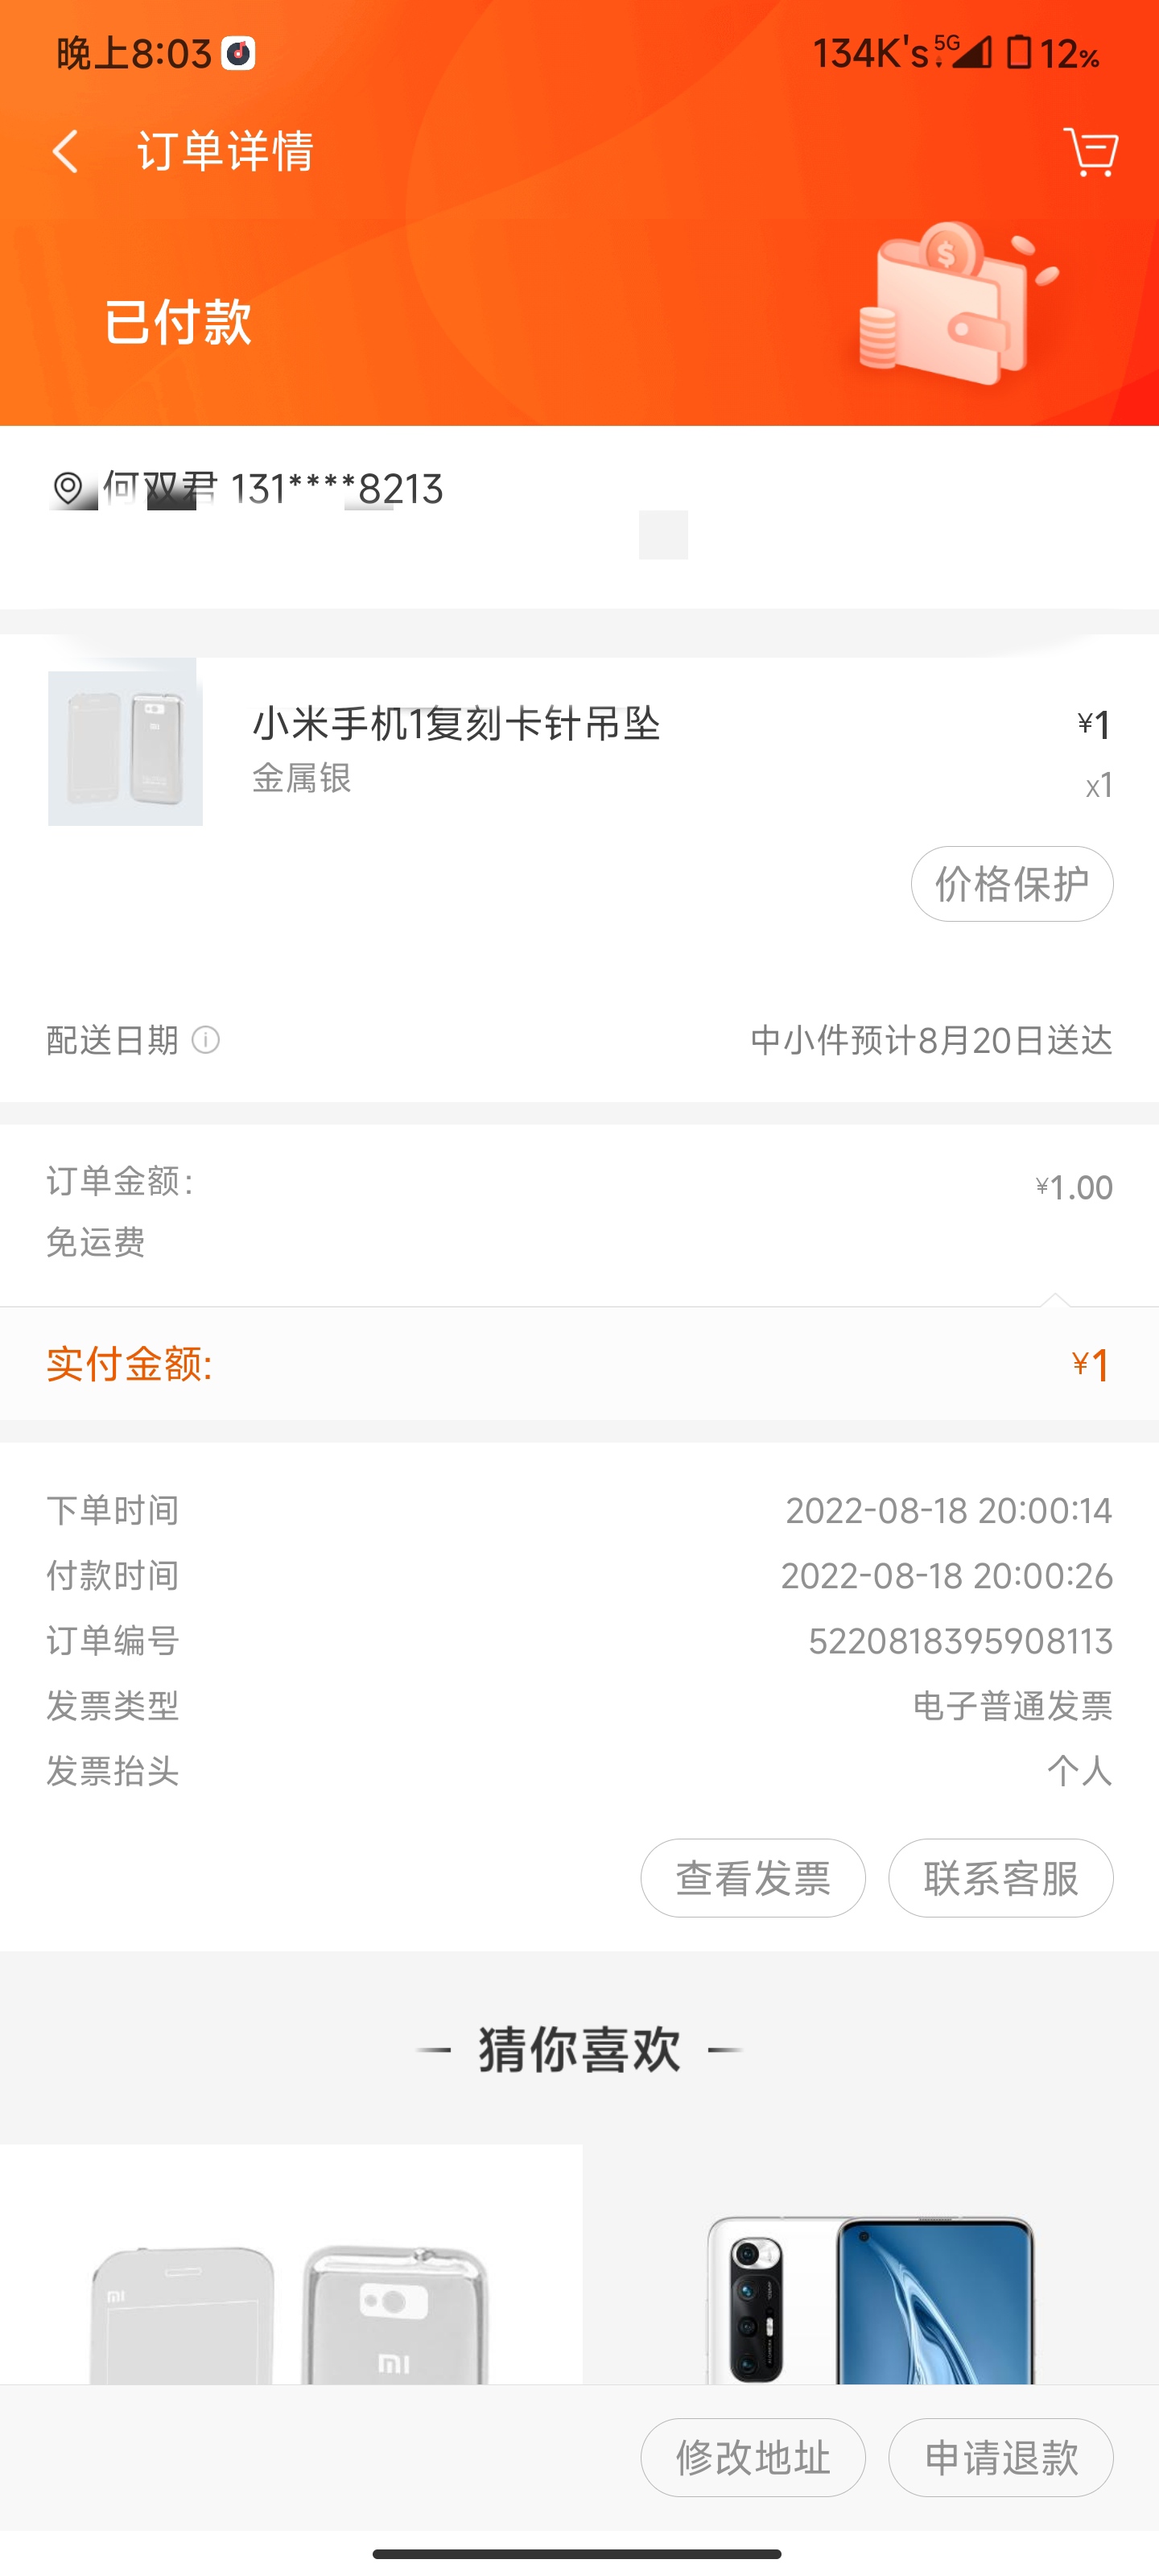 晚上8:03 134K's 5G 12%
订单详情
已付款
何双君 131****8213
小米手机1复刻卡针吊坠 ¥1
金属银 x1
价格保护
配送日期 中小件预计8月20日送达
订单金额: ¥1.00
免运费
实付金额: ¥1
下单时间 2022-08-18 20:00:14
付款时间 2022-08-18 20:00:26
订单编号 5220818395908113
发票类型 电子普通发票
发票抬头 个人
查看发票 联系客服
猜你喜欢
修改地址 申请退款